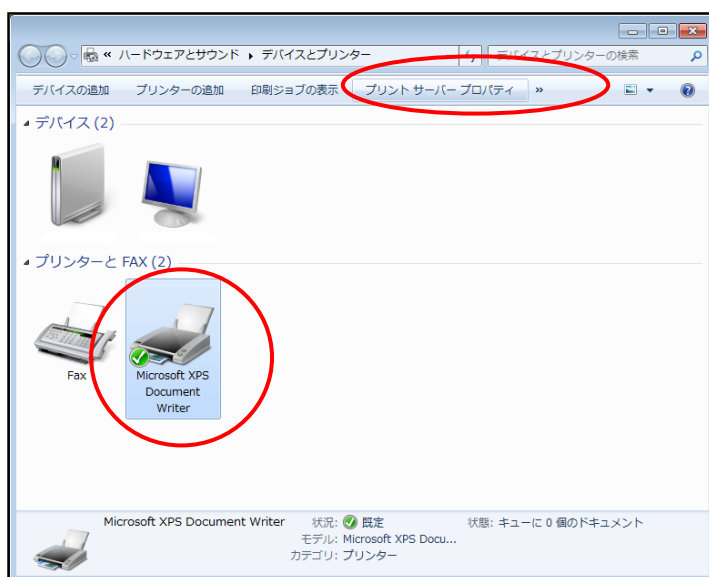 « ハードウェアとサウンド ▸ デバイスとプリンター
デバイスとプリンターの検索
デバイスの追加 プリンターの追加 印刷ジョブの表示 プリント サーバー プロパティ »
デバイス (2)
プリンターと FAX (2)
Fax
Microsoft XPS
Document
Writer
Microsoft XPS Document Writer 状況: 既定 状態: キューに 0 個のドキュメント
モデル: Microsoft XPS Docu...
カテゴリ: プリンター